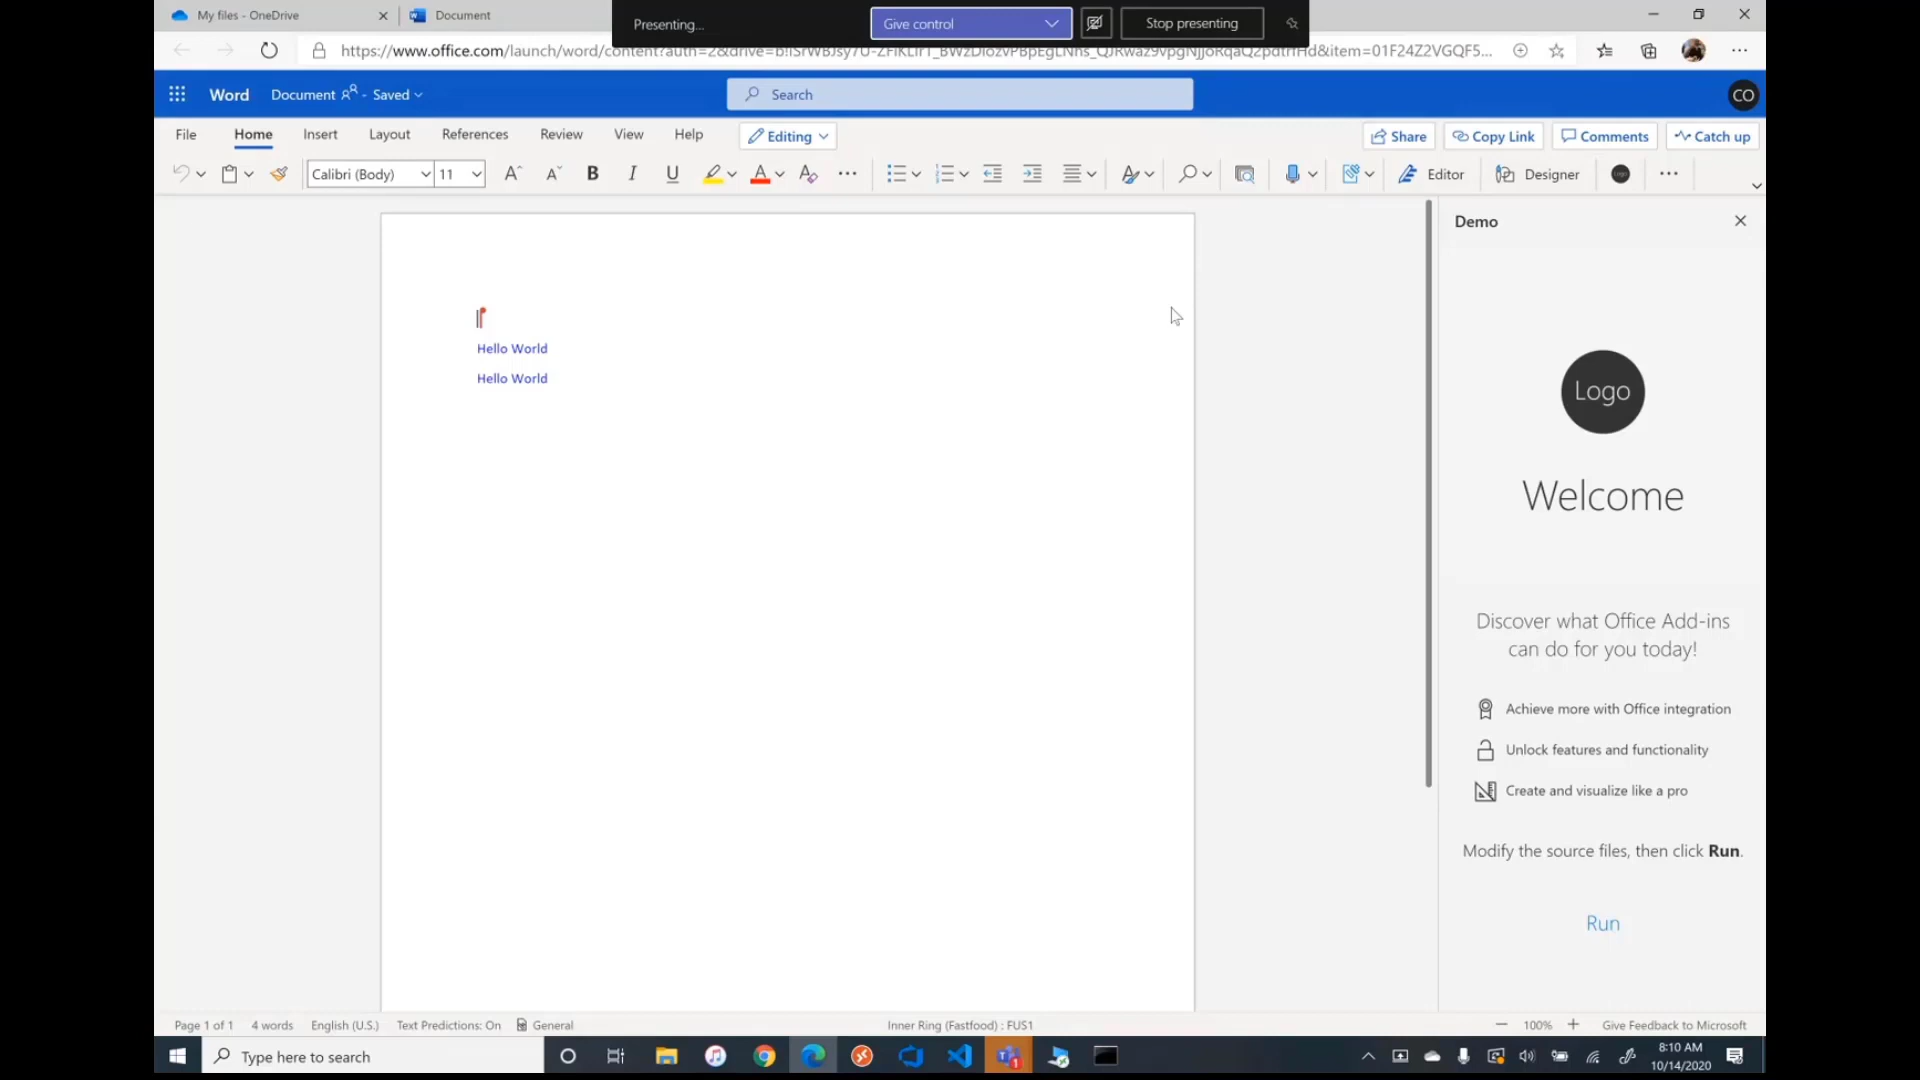 My files - OneDrive
Document
Presenting...
Give control
Stop presenting
Word
Document
- Saved
Search
CO
File
Home
Insert
Layout
References
Review
View
Help
Editing
Share
Copy Link
Comments
Catch up
Calibri (Body)
11
A
A
B
I
U
A
A
Editor
Designer
Demo
Hello World
Hello World
Logo
Welcome
Discover what Office Add-ins
can do for you today!
Achieve more with Office integration
Unlock features and functionality
Create and visualize like a pro
Modify the source files, then click Run.
Run
Page 1 of 1
4 words
English (U.S.)
Text Predictions: On
General
Inner Ring (Fastfood) : FUS1
100%
Give Feedback to Microsoft
Type here to search
8:10 AM
10/14/2020